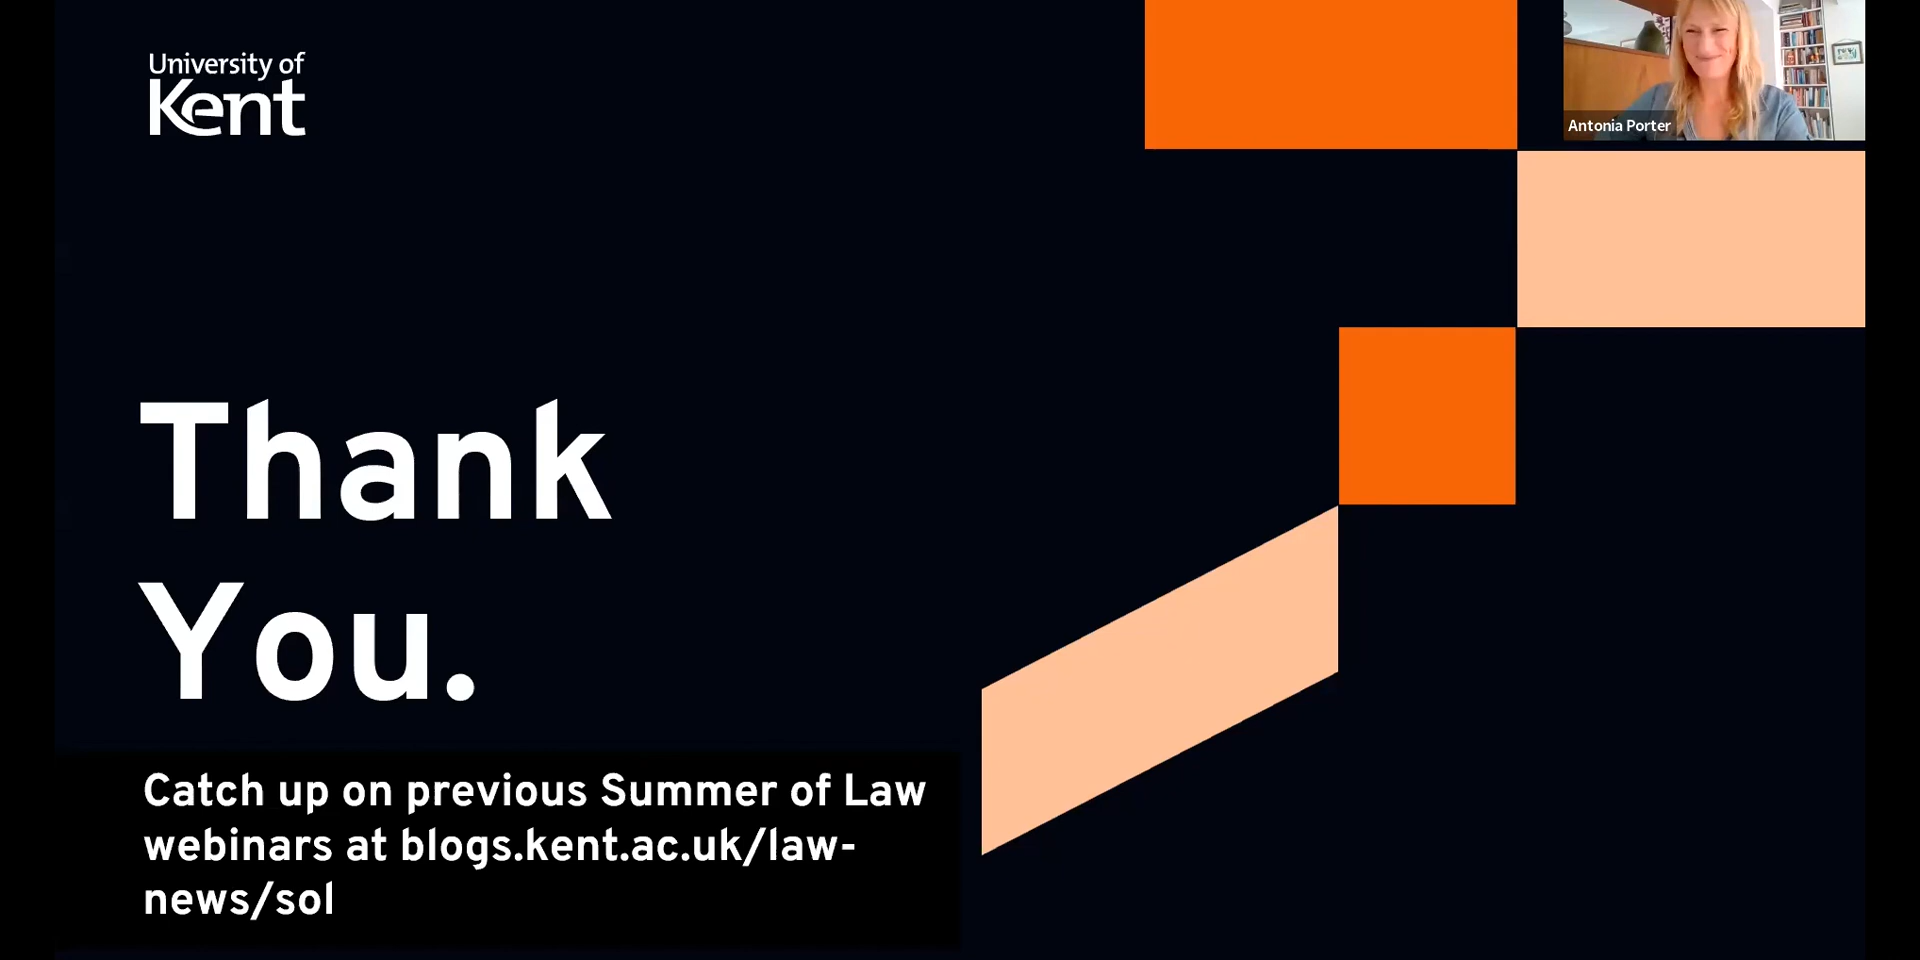 University of
Kent
Antonia Porter
Thank
You.
Catch up on previous Summer of Law
webinars at blogs.kent.ac.uk/law-
news/sol